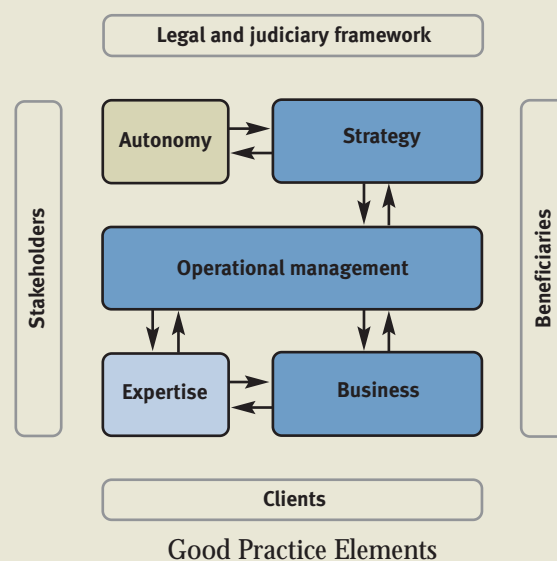 Legal and judiciary framework
Stakeholders
Autonomy
Strategy
Beneficiaries
Operational management
Expertise
Business
Clients
Good Practice Elements